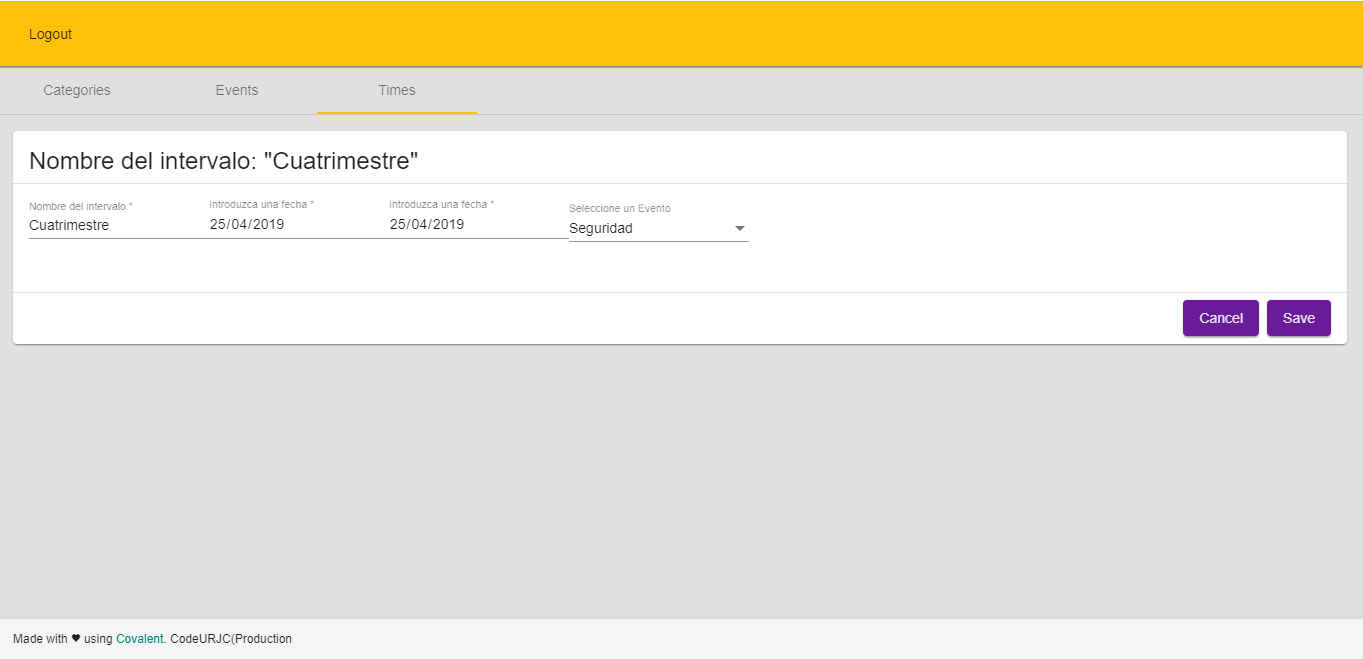 Logout
Categories Events Times
Nombre del intervalo: "Cuatrimestre"
Nombre del intervalo * Introduzca una fecha * Introduzca una fecha * Seleccione un Evento
Cuatrimestre 25/04/2019 25/04/2019 Seguridad
Cancel Save
Made with ♥ using Covalent. CodeURJC(Production